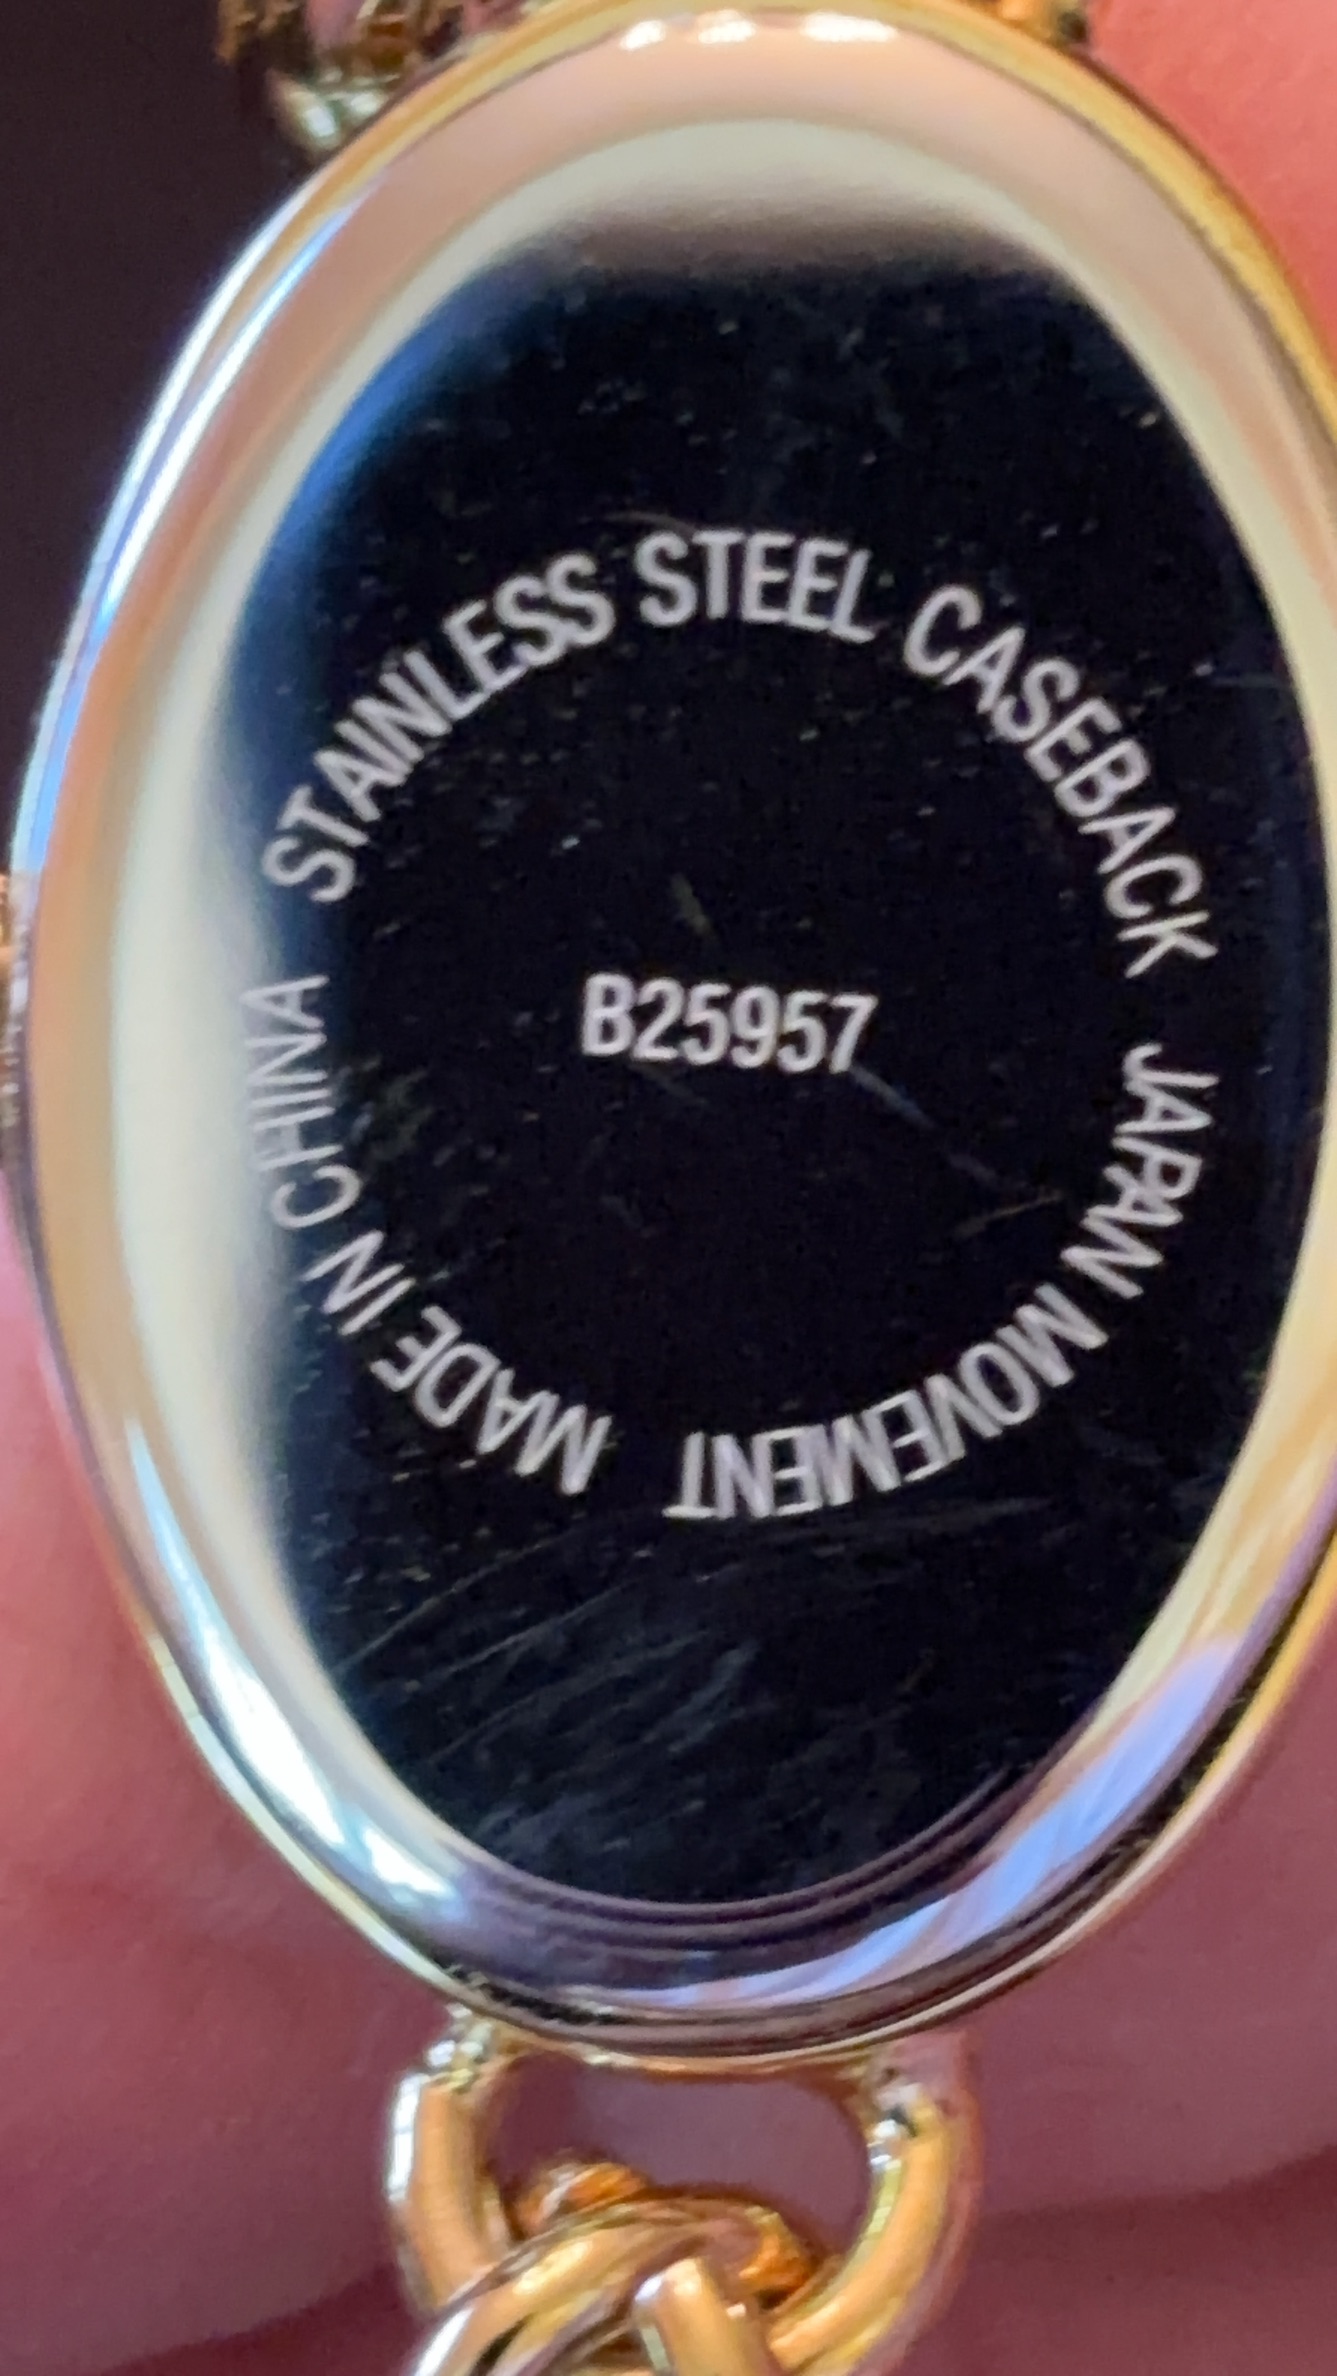 STAINLESS STEEL CASEBACK
JAPAN MOVEMENT
MADE IN CHINA
B25957